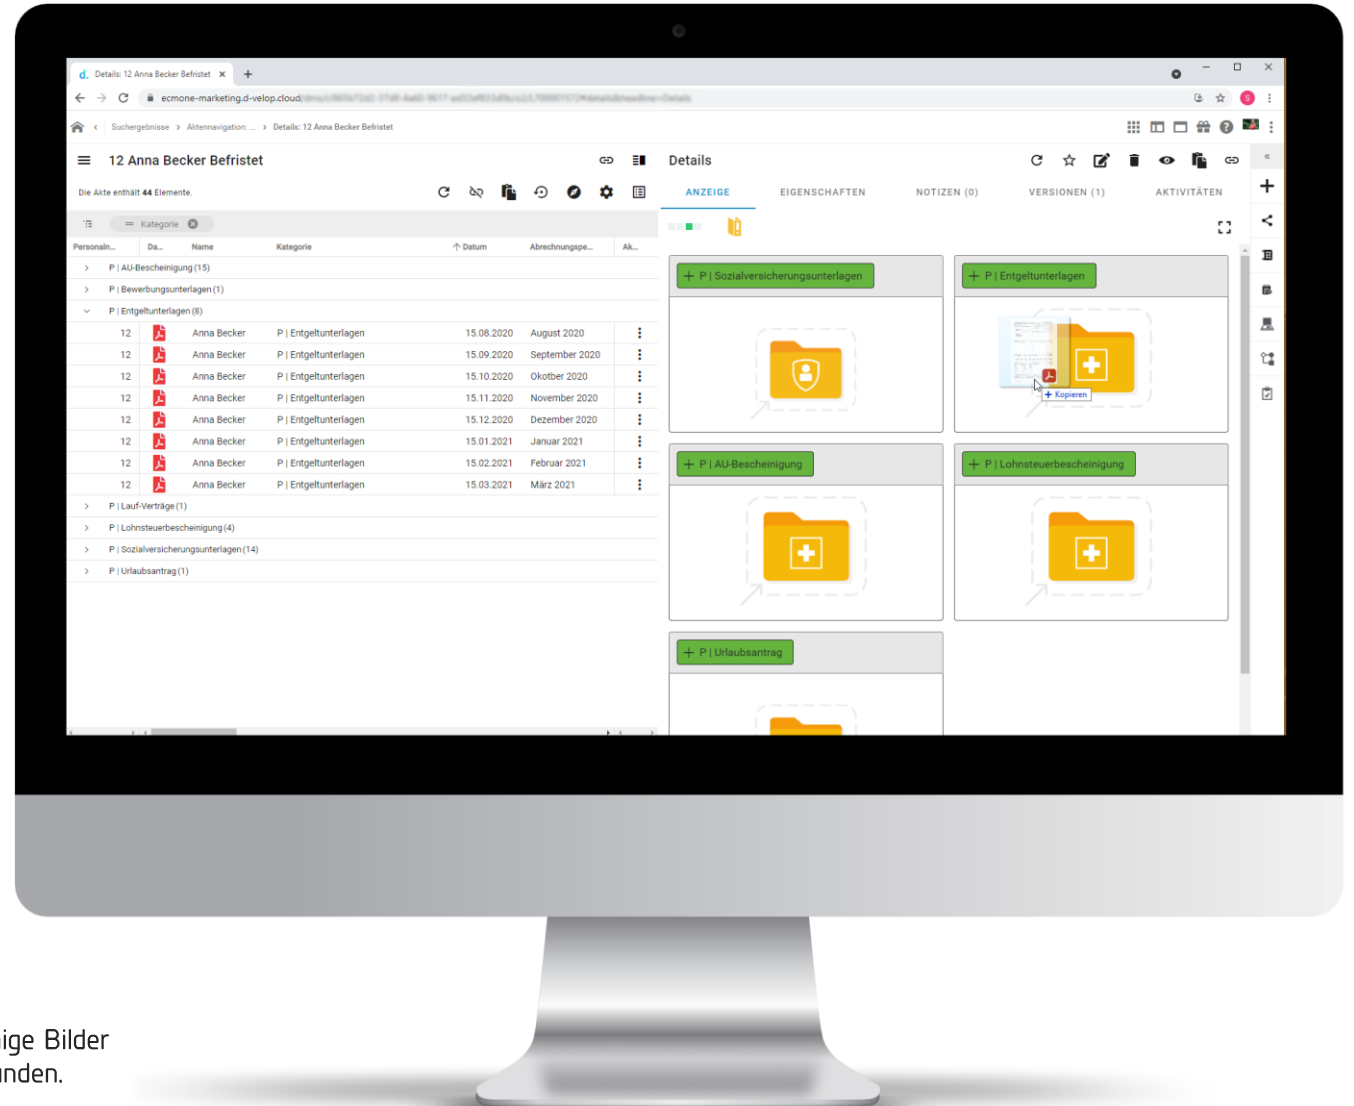 d. Details: 12 Anna Becker Befristet
ecmone-marketing.d-velop.cloud
S
Suchergebnisse > Aktennavigation: ... > Details: 12 Anna Becker Befristet
12 Anna Becker Befristet
Die Akte enthält 44 Elemente.
Kategorie
Personaln... Da... Name Kategorie Datum Abrechnungspe... Ak...
P | AU-Bescheinigung (15)
P | Bewerbungsunterlagen (1)
P | Entgeltunterlagen (8)
12 Anna Becker P | Entgeltunterlagen 15.08.2020 August 2020
12 Anna Becker P | Entgeltunterlagen 15.09.2020 September 2020
12 Anna Becker P | Entgeltunterlagen 15.10.2020 Okotber 2020
12 Anna Becker P | Entgeltunterlagen 15.11.2020 November 2020
12 Anna Becker P | Entgeltunterlagen 15.12.2020 Dezember 2020
12 Anna Becker P | Entgeltunterlagen 15.01.2021 Januar 2021
12 Anna Becker P | Entgeltunterlagen 15.02.2021 Februar 2021
12 Anna Becker P | Entgeltunterlagen 15.03.2021 März 2021
P | Lauf-Verträge (1)
P | Lohnsteuerbescheinigung (4)
P | Sozialversicherungsunterlagen (14)
P | Urlaubsantrag (1)
Details
ANZEIGE EIGENSCHAFTEN NOTIZEN (0) VERSIONEN (1) AKTIVITÄTEN
+ P | Sozialversicherungsunterlagen
+ P | Entgeltunterlagen
+ Kopieren
+ P | AU-Bescheinigung
+ P | Lohnsteuerbescheinigung
+ P | Urlaubsantrag
ige Bilder
nden.